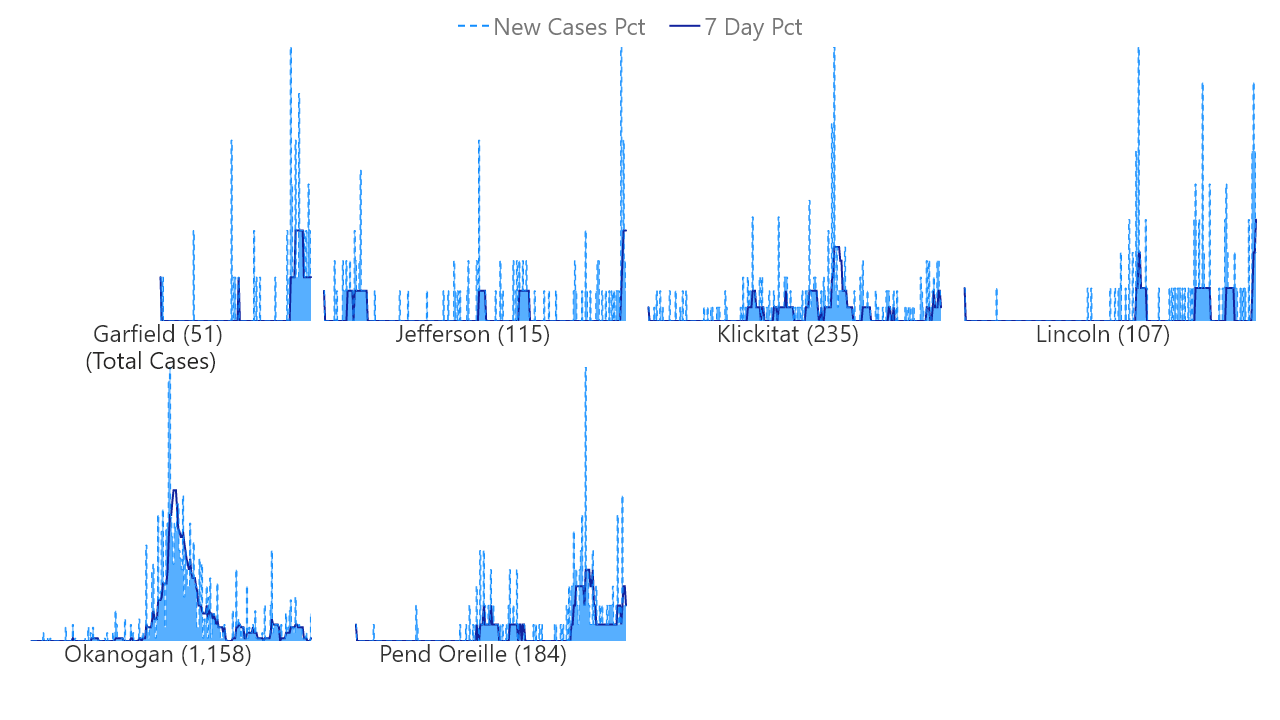 New Cases Pct 7 Day Pct
Garfield (51) Jefferson (115) Klickitat (235) Lincoln (107)
(Total Cases)
Okanogan (1,158) Pend Oreille (184)